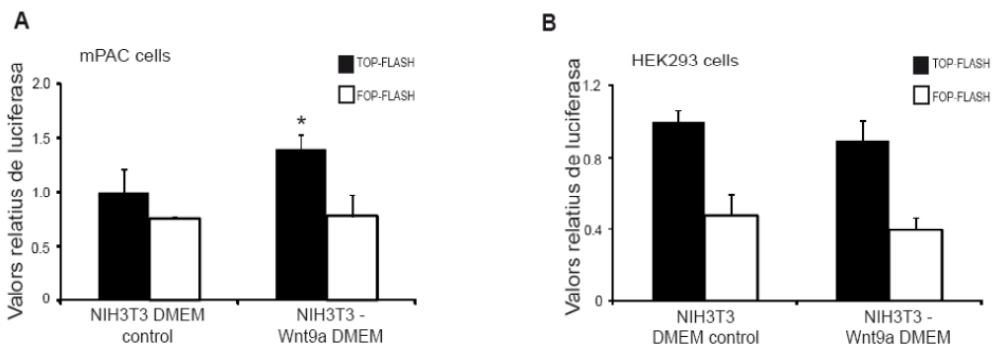 A
mPAC cells
TOP-FLASH
FOP-FLASH
Valors relatius de luciferasa
2.0
1.5
1.0
0.5
0
*
NIH3T3 DMEM
control
NIH3T3 -
Wnt9a DMEM
B
HEK293 cells
TOP-FLASH
FOP-FLASH
Valors relatius de luciferasa
1.2
0.8
0.4
0
NIH3T3
DMEM control
NIH3T3 -
Wnt9a DMEM